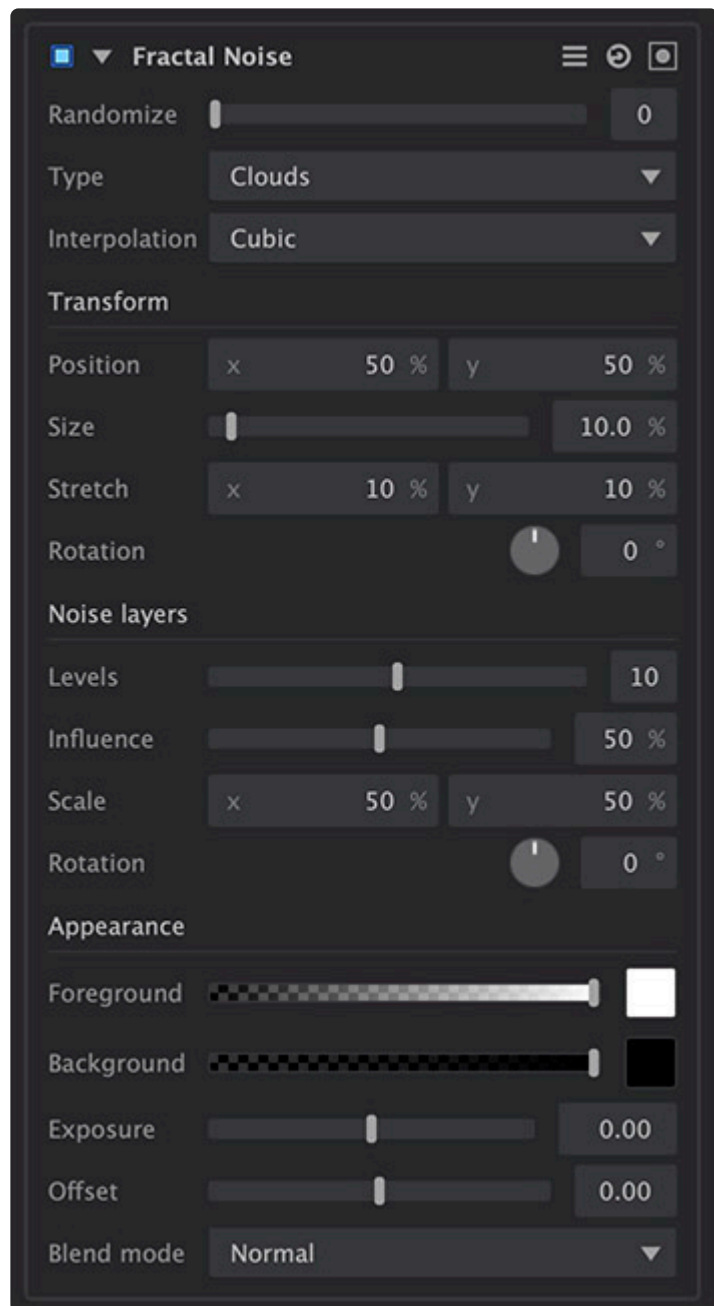 Fractal Noise
Randomize 0
Type Clouds
Interpolation Cubic
Transform
Position x 50 % y 50 %
Size 10.0 %
Stretch x 10 % y 10 %
Rotation 0 °
Noise layers
Levels 10
Influence 50 %
Scale x 50 % y 50 %
Rotation 0 °
Appearance
Foreground
Background
Exposure 0.00
Offset 0.00
Blend mode Normal